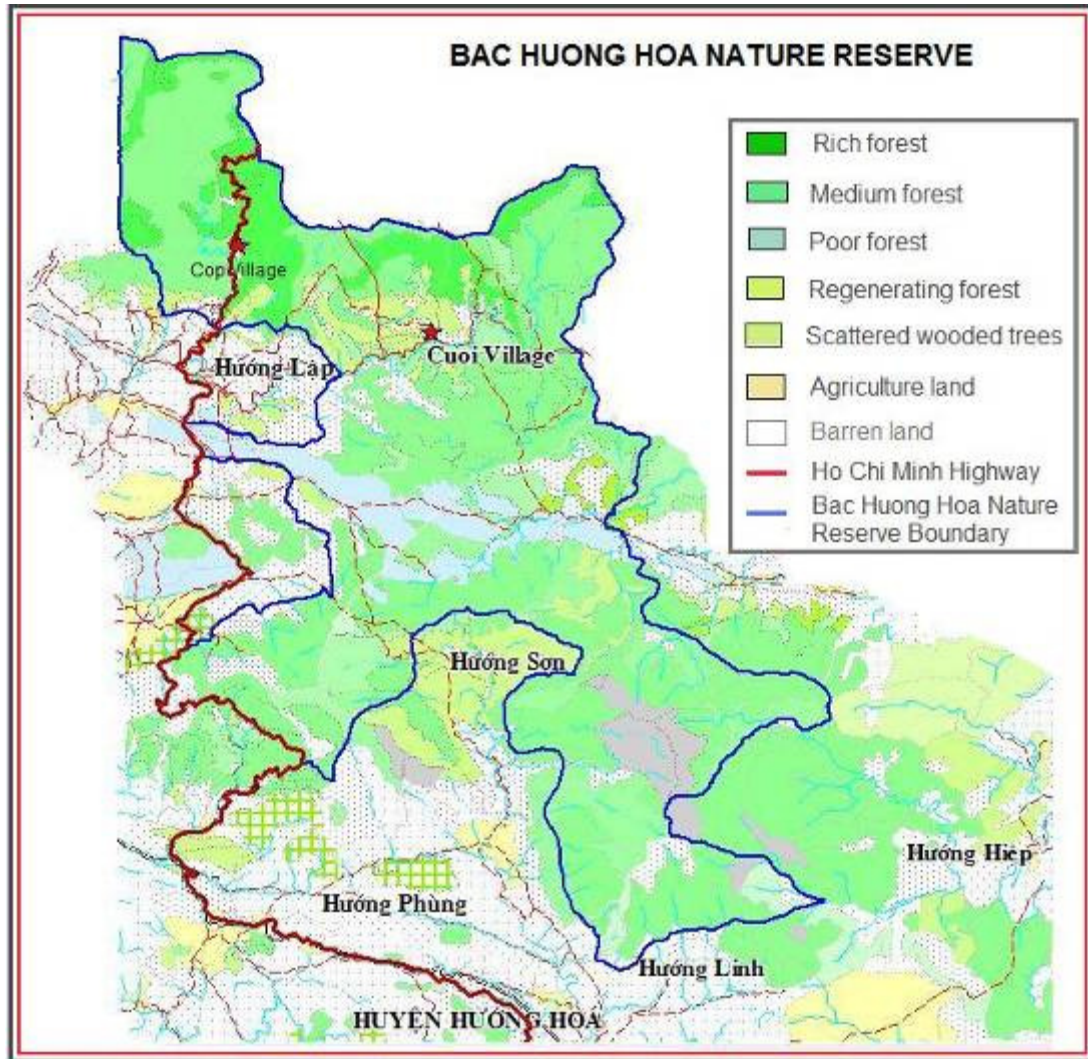 BAC HUONG HOA NATURE RESERVE
Rich forest
Medium forest
Poor forest
Regenerating forest
Scattered wooded trees
Agriculture land
Barren land
Ho Chi Minh Highway
Bac Huong Hoa Nature
Reserve Boundary
Cop Village
Cuoi Village
Hướng Lập
Hướng Sơn
Hướng Hiệp
Hướng Phùng
Hướng Linh
HUYỆN HƯỚNG HÓA